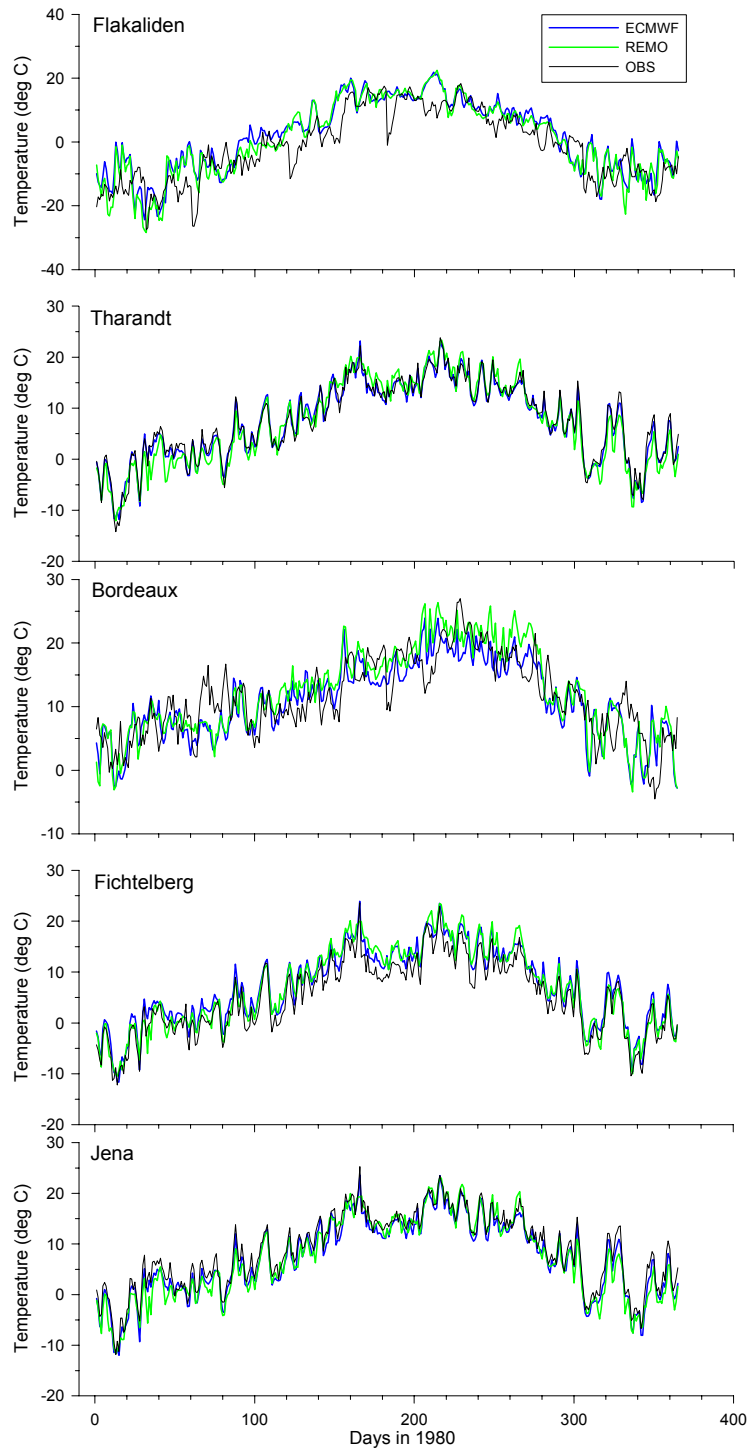 Flakaliden
ECMWF
REMO
OBS
40
20
0
-20
-40
Temperature (deg C)
Tharandt
30
20
10
0
-10
-20
Temperature (deg C)
Bordeaux
30
20
10
0
-10
Temperature (deg C)
Fichtelberg
30
20
10
0
-10
-20
Temperature (deg C)
Jena
30
20
10
0
-10
-20
Temperature (deg C)
0 100 200 300 400
Days in 1980